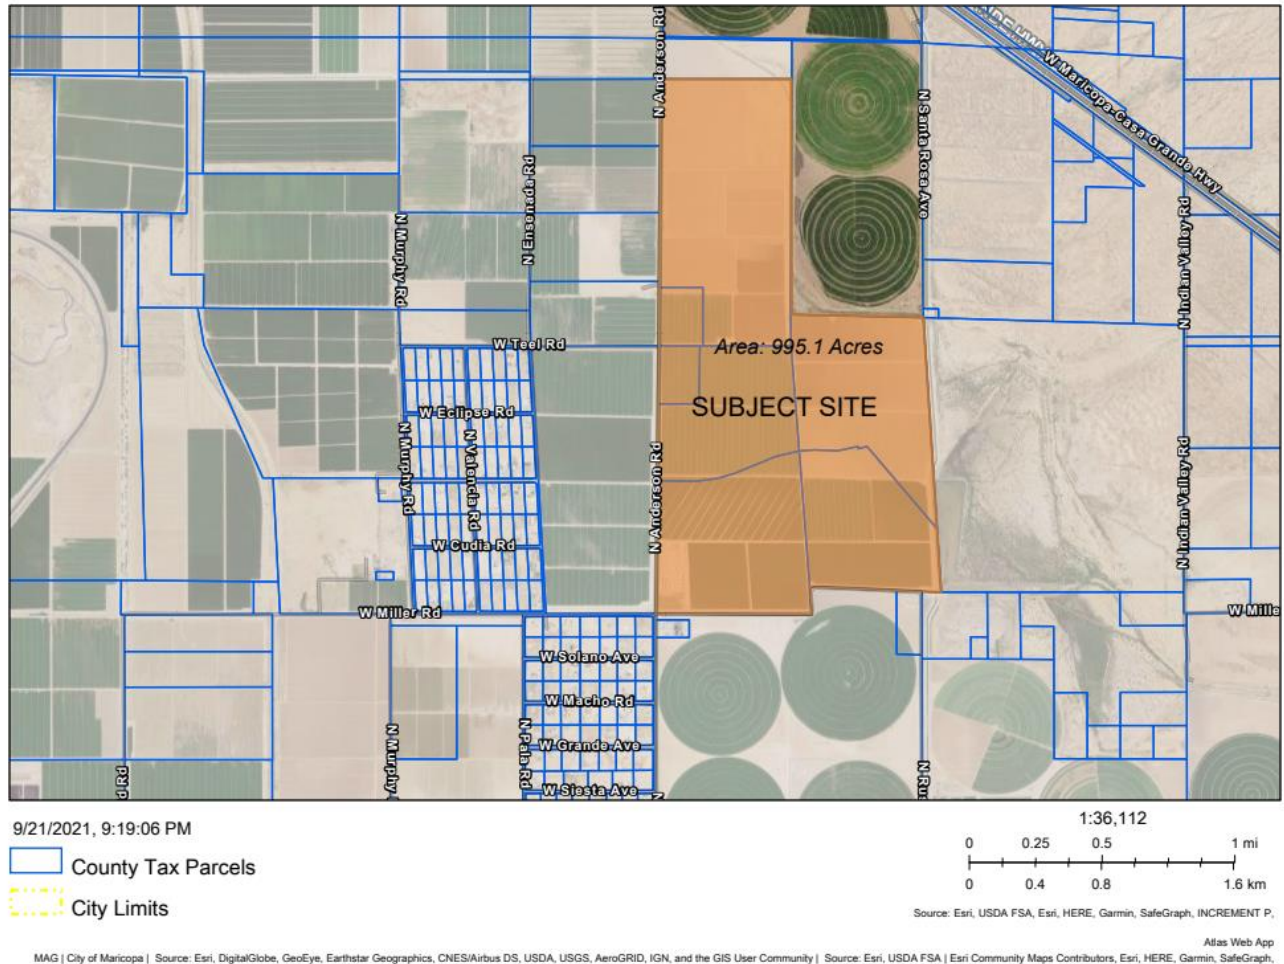 N Anderson Rd
ADE HWY
W Maricopa-Casa Grande Hwy
N Santa Rosa Ave
N Ensenada Rd
N Murphy Rd
N Indian Valley Rd
W Teel Rd
Area: 995.1 Acres
SUBJECT SITE
W Eclipse Rd
N Murphy Rd
N Valencia Rd
N Anderson Rd
N Indian Valley Rd
W Cudia Rd
W Miller Rd
W Mille
W Solano Ave
W Macho Rd
N Murphy
N Pala Rd
W Grande Ave
p Rd
N Rus
W Siesta Ave
N
9/21/2021, 9:19:06 PM
County Tax Parcels
City Limits
1:36,112
0 0.25 0.5 1 mi
0 0.4 0.8 1.6 km
Source: Esri, USDA FSA, Esri, HERE, Garmin, SafeGraph, INCREMENT P,
Atlas Web App
MAG | City of Maricopa | Source: Esri, DigitalGlobe, GeoEye, Earthstar Geographics, CNES/Airbus DS, USDA, USGS, AeroGRID, IGN, and the GIS User Community | Source: Esri, USDA FSA | Esri Community Maps Contributors, Esri, HERE, Garmin, SafeGraph,